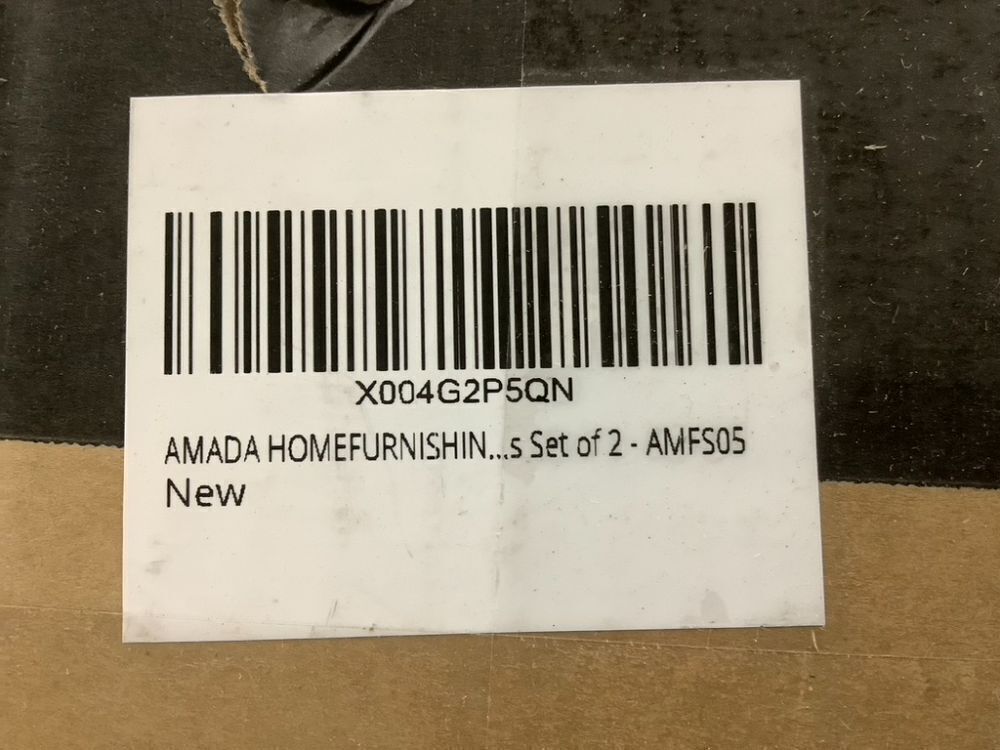 X004G2P5QN
AMADA HOMEFURNISHIN...s Set of 2 - AMFS05
New